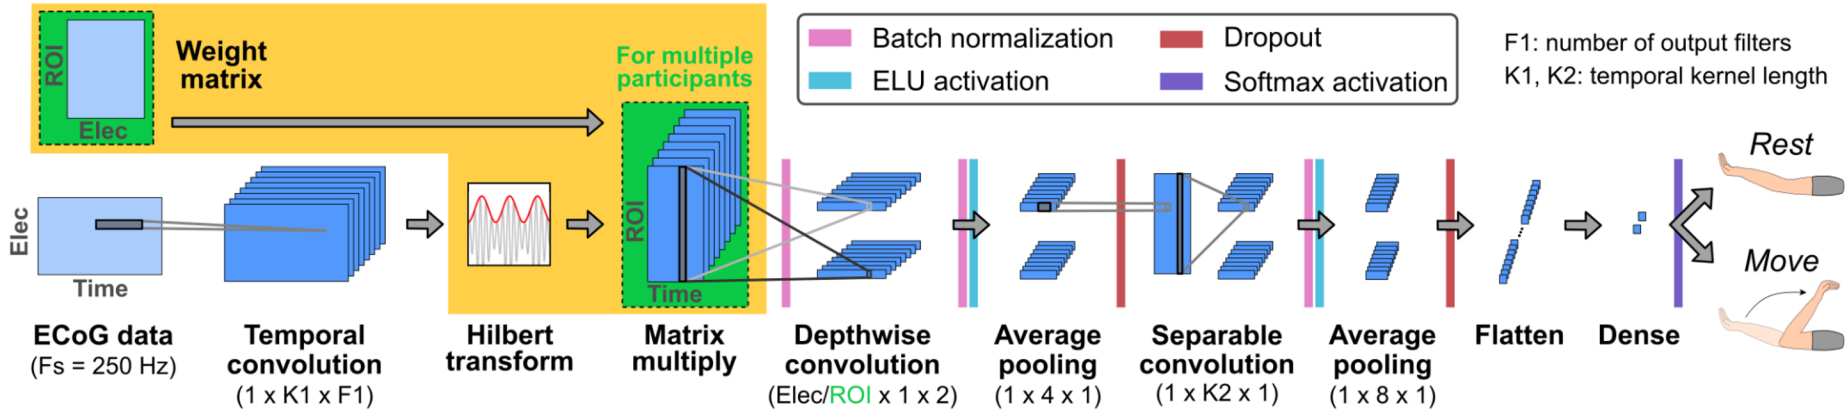 ROI
Elec
Weight
matrix
For multiple
participants
Batch normalization
ELU activation
Dropout
Softmax activation
F1: number of output filters
K1, K2: temporal kernel length
Elec
Time
ROI
Time
Rest
Move
ECoG data
(Fs = 250 Hz)
Temporal
convolution
(1 x K1 x F1)
Hilbert
transform
Matrix
multiply
Depthwise
convolution
(Elec/ROI x 1 x 2)
Average
pooling
(1 x 4 x 1)
Separable
convolution
(1 x K2 x 1)
Average
pooling
(1 x 8 x 1)
Flatten
Dense